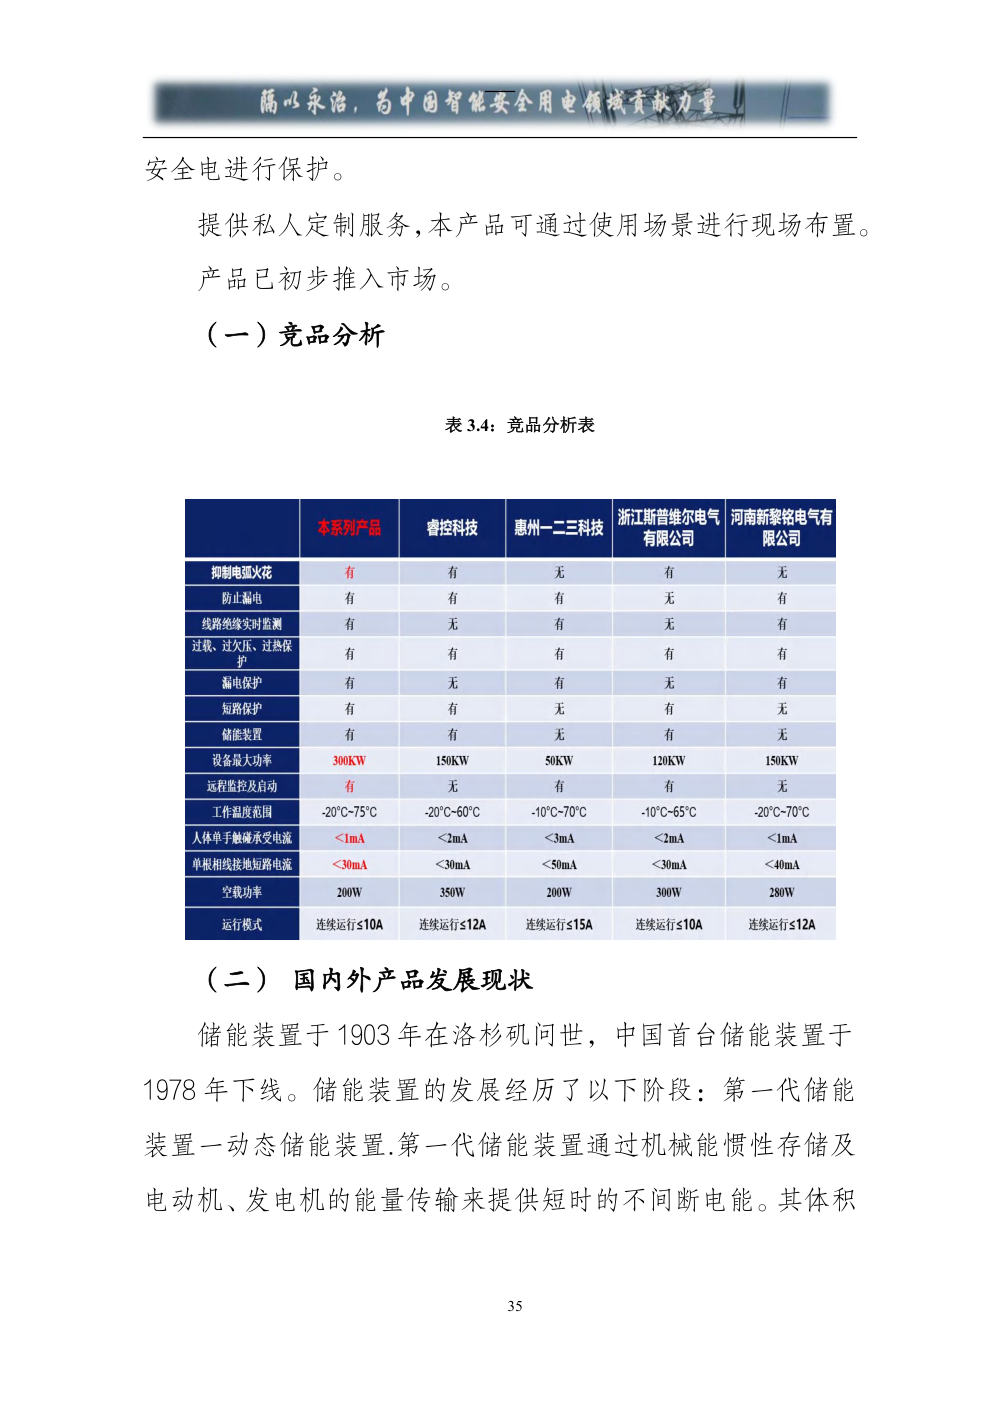 隔以永治，为中国智能安全用电领域贡献力量
安全电进行保护。
提供私人定制服务，本产品可通过使用场景进行现场布置。
产品已初步推入市场。
（一）竞品分析
表 3.4：竞品分析表
本系列产品 睿控科技 惠州一二三科技 浙江斯普维尔电气有限公司 河南新黎铭电气有限公司
抑制电弧火花 有 有 无 有 无
防止漏电 有 有 有 无 有
线路绝缘实时监测 有 无 有 无 有
过载、过欠压、过热保护 有 有 有 有 有
漏电保护 有 无 有 无 有
短路保护 有 有 无 有 无
储能装置 有 有 无 有 无
设备最大功率 300KW 150KW 50KW 120KW 150KW
远程监控及启动 有 无 有 有 无
工作温度范围 -20°C~75°C -20°C~60°C -10°C~70°C -10°C~65°C -20°C~70°C
人体单手触碰承受电流 <1mA <2mA <3mA <2mA <1mA
单根相线接地短路电流 <30mA <30mA <50mA <30mA <40mA
空载功率 200W 350W 200W 300W 280W
运行模式 连续运行≤10A 连续运行≤12A 连续运行≤15A 连续运行≤10A 连续运行≤12A
（二） 国内外产品发展现状
储能装置于 1903 年在洛杉矶问世，中国首台储能装置于
1978 年下线。储能装置的发展经历了以下阶段：第一代储能
装置一动态储能装置.第一代储能装置通过机械能惯性存储及
电动机、发电机的能量传输来提供短时的不间断电能。其体积
35